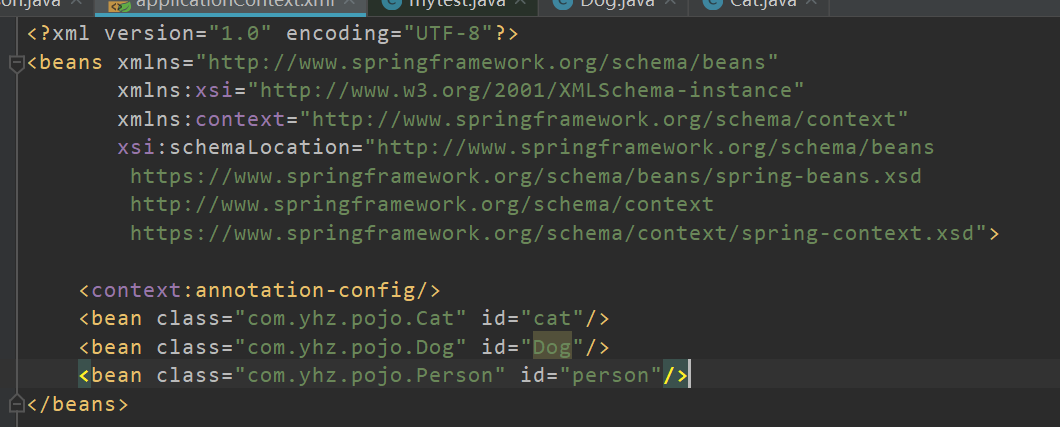 son.java applicationContext.xml mytest.java Dog.java Cat.java
<?xml version="1.0" encoding="UTF-8"?>
<beans xmlns="http://www.springframework.org/schema/beans"
xmlns:xsi="http://www.w3.org/2001/XMLSchema-instance"
xmlns:context="http://www.springframework.org/schema/context"
xsi:schemaLocation="http://www.springframework.org/schema/beans
https://www.springframework.org/schema/beans/spring-beans.xsd
http://www.springframework.org/schema/context
https://www.springframework.org/schema/context/spring-context.xsd">
<context:annotation-config/>
<bean class="com.yhz.pojo.Cat" id="cat"/>
<bean class="com.yhz.pojo.Dog" id="Dog"/>
<bean class="com.yhz.pojo.Person" id="person"/>
</beans>